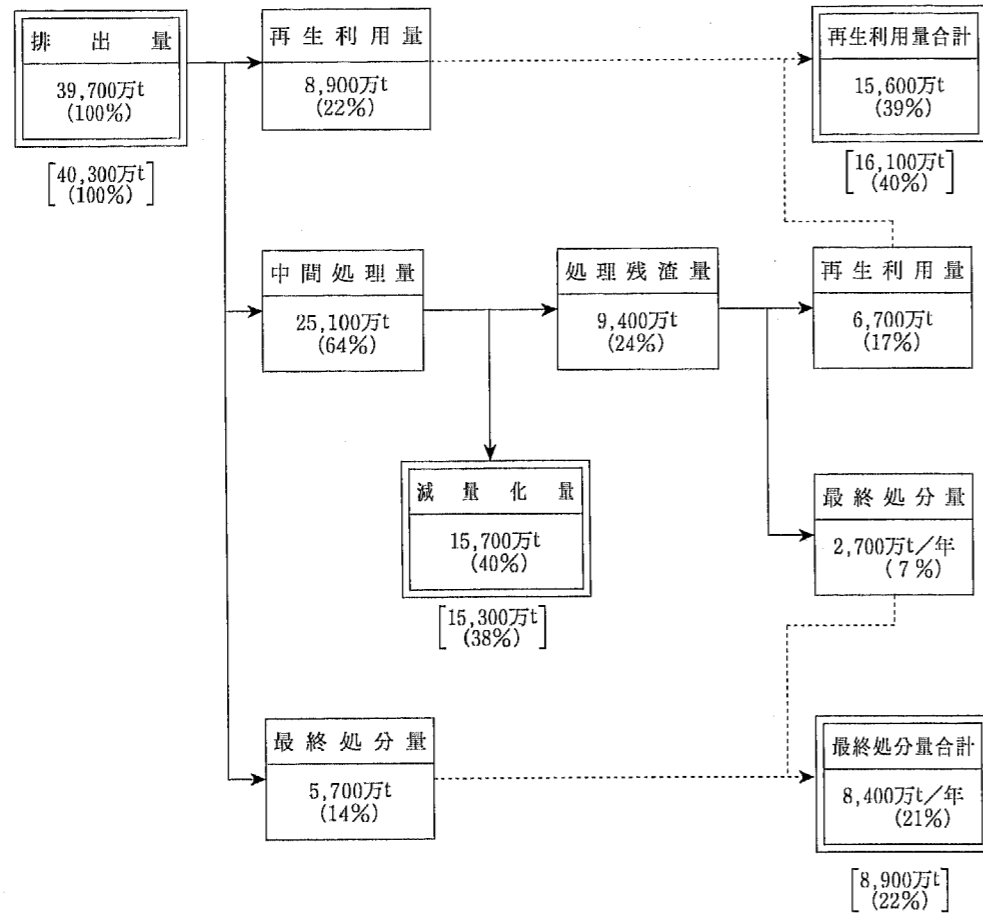 排出量
39,700万t
(100%)
[40,300万t
(100%)]
再生利用量
8,900万t
(22%)
再生利用量合計
15,600万t
(39%)
[16,100万t
(40%)]
中間処理量
25,100万t
(64%)
処理残渣量
9,400万t
(24%)
再生利用量
6,700万t
(17%)
減量化量
15,700万t
(40%)
[15,300万t
(38%)]
最終処分量
2,700万t/年
(7%)
最終処分量
5,700万t
(14%)
最終処分量合計
8,400万t/年
(21%)
[8,900万t
(22%)]